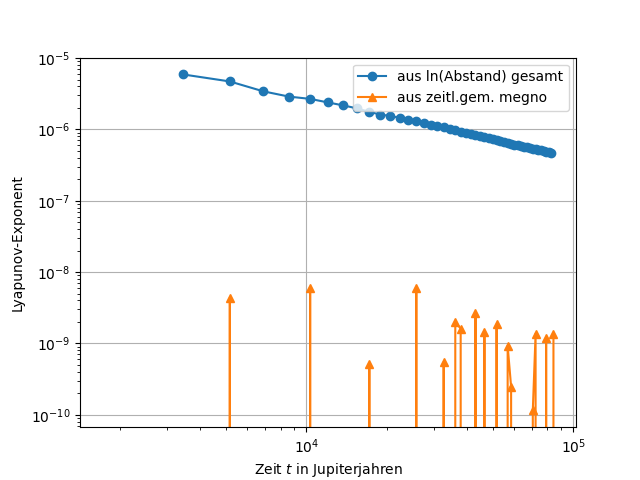 10⁻⁵
aus ln(Abstand) gesamt
aus zeitl.gem. megno
10⁻⁶
10⁻⁷
10⁻⁸
10⁻⁹
10⁻¹⁰
Lyapunov-Exponent
10⁴
10⁵
Zeit t in Jupiterjahren